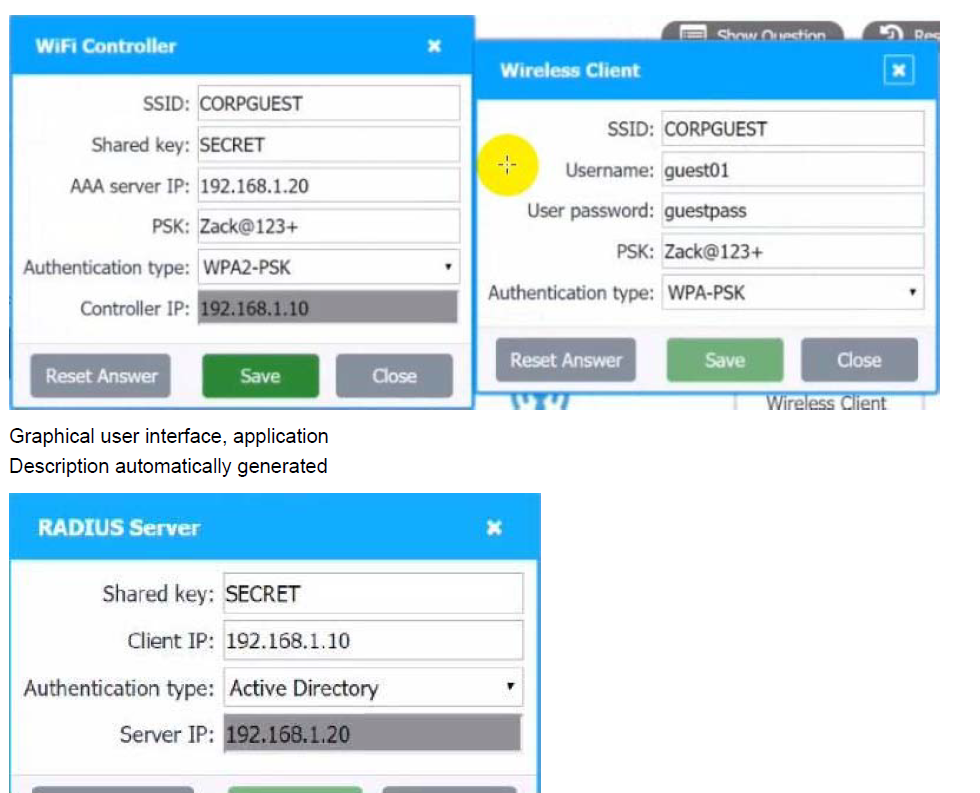 Show Question
Res
WiFi Controller
SSID: CORPGUEST
Shared key: SECRET
AAA server IP: 192.168.1.20
PSK: Zack@123+
Authentication type: WPA2-PSK
Controller IP: 192.168.1.10
Reset Answer Save Close
Wireless Client
SSID: CORPGUEST
Username: guest01
User password: guestpass
PSK: Zack@123+
Authentication type: WPA-PSK
Reset Answer Save Close
Wireless Client
Graphical user interface, application
Description automatically generated
RADIUS Server
Shared key: SECRET
Client IP: 192.168.1.10
Authentication type: Active Directory
Server IP: 192.168.1.20